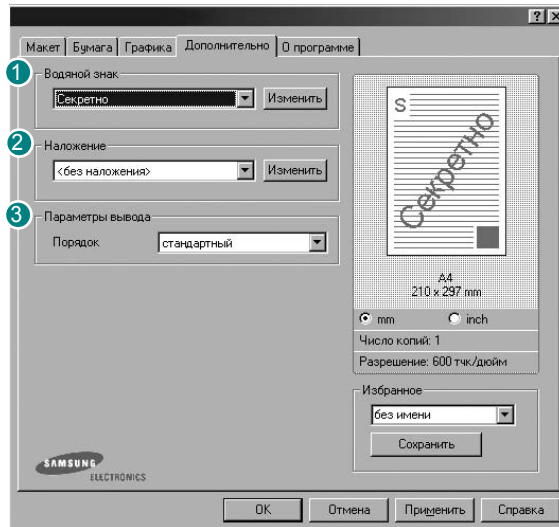 Макет Бумага Графика Дополнительно О программе
1 Водяной знак
Секретно Изменить
2 Наложение
<без наложения> Изменить
3 Параметры вывода
Порядок стандартный
S
Секретно
A4
210 x 297 mm
mm inch
Число копий: 1
Разрешение: 600 тчк/дюйм
Избранное
без имени
Сохранить
SAMSUNG
ELECTRONICS
OK Отмена Применить Справка